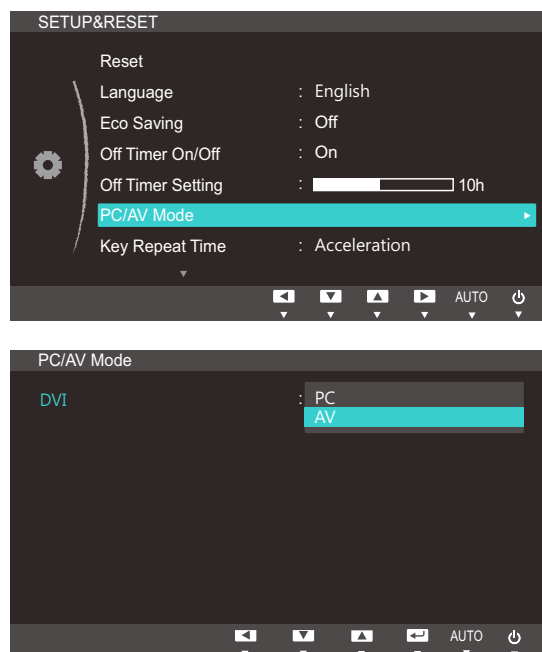 SETUP&RESET
Reset
Language : English
Eco Saving : Off
Off Timer On/Off : On
Off Timer Setting : 10h
PC/AV Mode
Key Repeat Time : Acceleration
AUTO
PC/AV Mode
DVI : PC
AV
AUTO